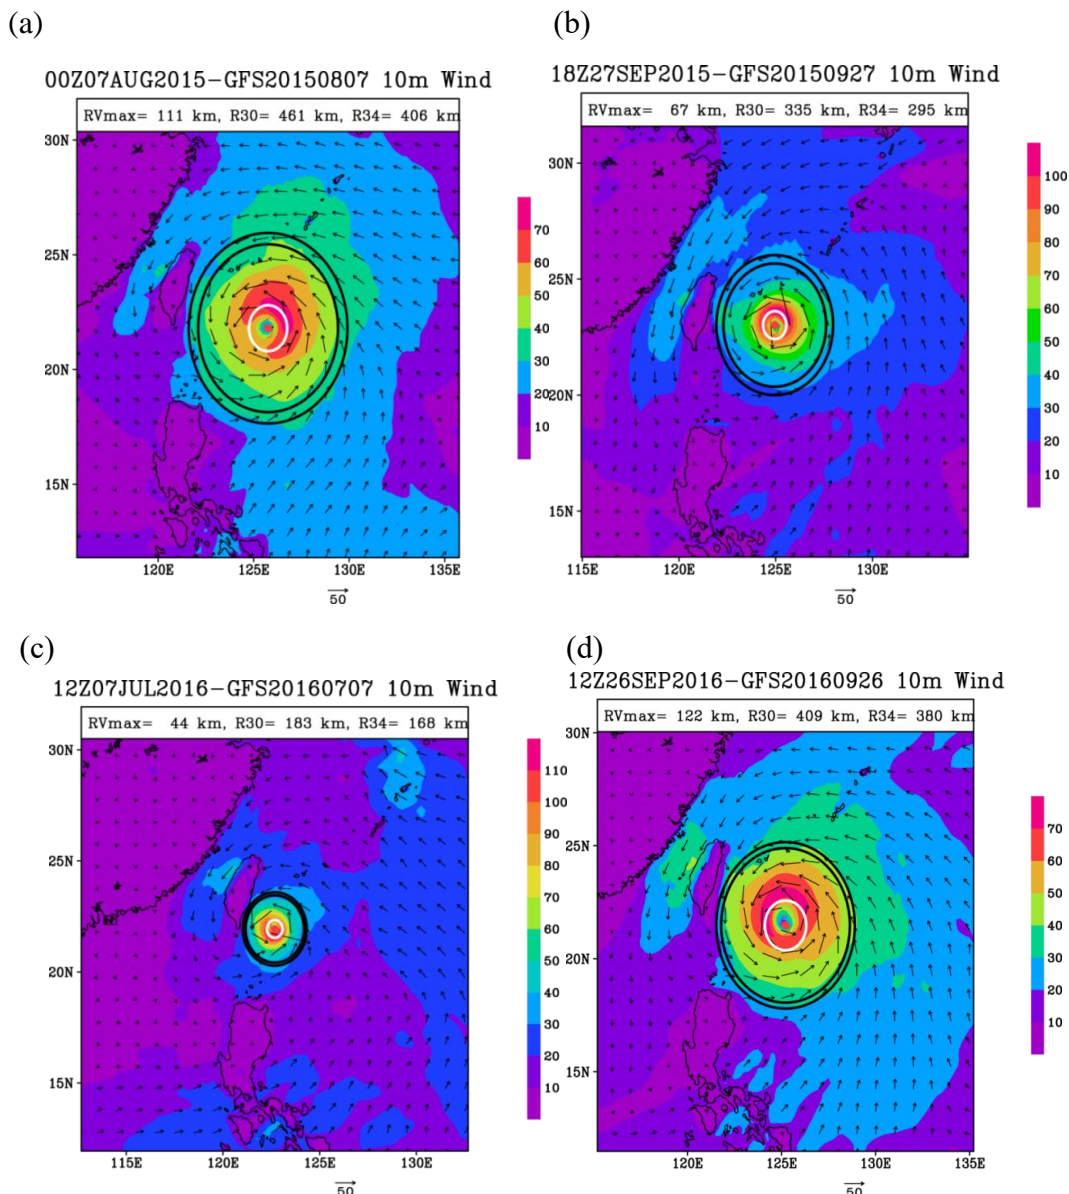 (a)
00Z07AUG2015−GFS20150807 10m Wind
RVmax= 111 km, R30= 461 km, R34= 406 km
30N
25N
20N
15N
120E
125E
130E
135E
50
70
60
50
40
30
20
10
(b)
18Z27SEP2015−GFS20150927 10m Wind
RVmax= 67 km, R30= 335 km, R34= 295 km
30N
25N
20N
15N
115E
120E
125E
130E
50
100
90
80
70
60
50
40
30
20
10
(c)
12Z07JUL2016−GFS20160707 10m Wind
RVmax= 44 km, R30= 183 km, R34= 168 km
30N
25N
20N
15N
115E
120E
125E
130E
50
110
100
90
80
70
60
50
40
30
20
10
(d)
12Z26SEP2016−GFS20160926 10m Wind
RVmax= 122 km, R30= 409 km, R34= 380 km
30N
25N
20N
15N
120E
125E
130E
135E
50
70
60
50
40
30
20
10